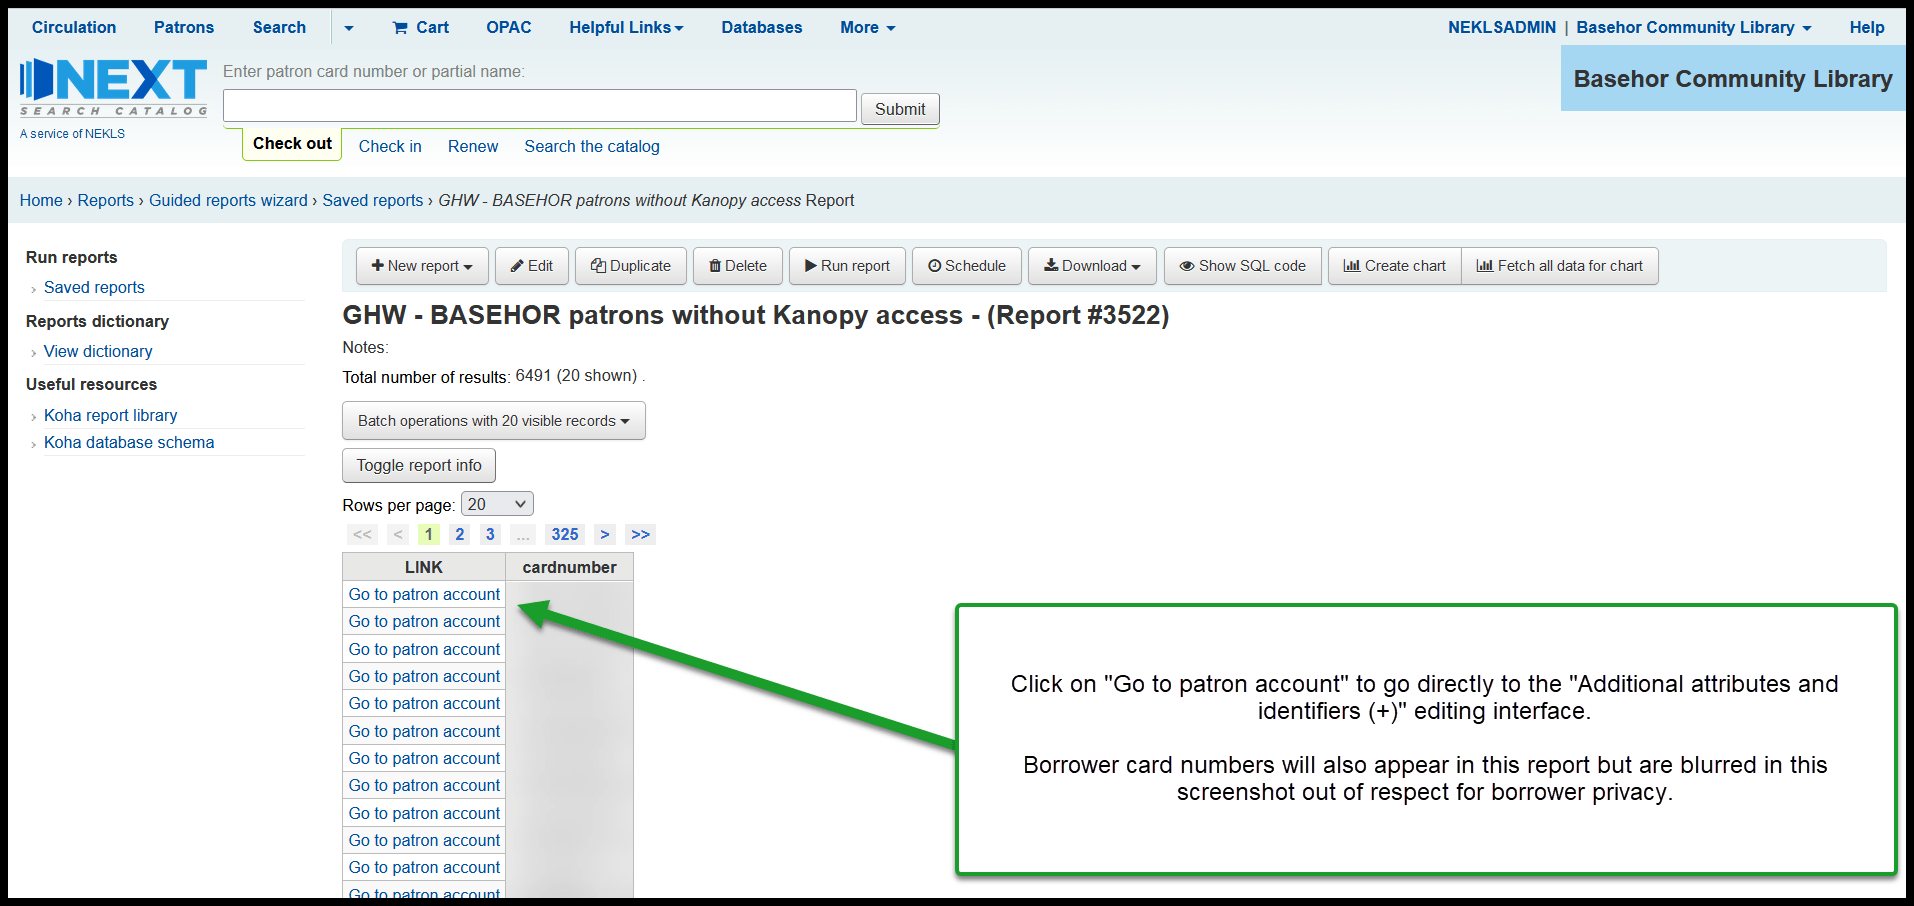 Circulation Patrons Search Cart OPAC Helpful Links Databases More NEKLSADMIN | Basehor Community Library Help
NEXT
SEARCH CATALOG
A service of NEKLS
Enter patron card number or partial name:
Submit
Basehor Community Library
Check out Check in Renew Search the catalog
Home › Reports › Guided reports wizard › Saved reports › GHW - BASEHOR patrons without Kanopy access Report
Run reports
› Saved reports
Reports dictionary
› View dictionary
Useful resources
› Koha report library
› Koha database schema
New report Edit Duplicate Delete Run report Schedule Download Show SQL code Create chart Fetch all data for chart
GHW - BASEHOR patrons without Kanopy access - (Report #3522)
Notes:
Total number of results: 6491 (20 shown) .
Batch operations with 20 visible records
Toggle report info
Rows per page: 20
<< < 1 2 3 ... 325 > >>
LINK cardnumber
Go to patron account
Go to patron account
Go to patron account
Go to patron account
Go to patron account
Go to patron account
Go to patron account
Go to patron account
Go to patron account
Go to patron account
Go to patron account
Go to patron account
Click on "Go to patron account" to go directly to the "Additional attributes and
identifiers (+)" editing interface.
Borrower card numbers will also appear in this report but are blurred in this
screenshot out of respect for borrower privacy.